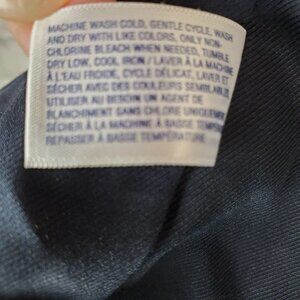 MACHINE WASH COLD, GENTLE CYCLE, WASH
AND DRY WITH LIKE COLORS, ONLY NON-
CHLORINE BLEACH WHEN NEEDED, TUMBLE
DRY LOW, COOL IRON / LAVER À LA MACHINE
À L'EAU FROIDE, CYCLE DÉLICAT, LAVER ET
SÉCHER AVEC DES COULEURS SEMBLABLES
UTILISER AU BESOIN UN AGENT DE
BLANCHIMENT SANS CHLORE UNIQUEMENT
SÉCHER À LA MACHINE À BASSE TEMPÉRATURE
REPASSER À BASSE TEMPÉRATURE